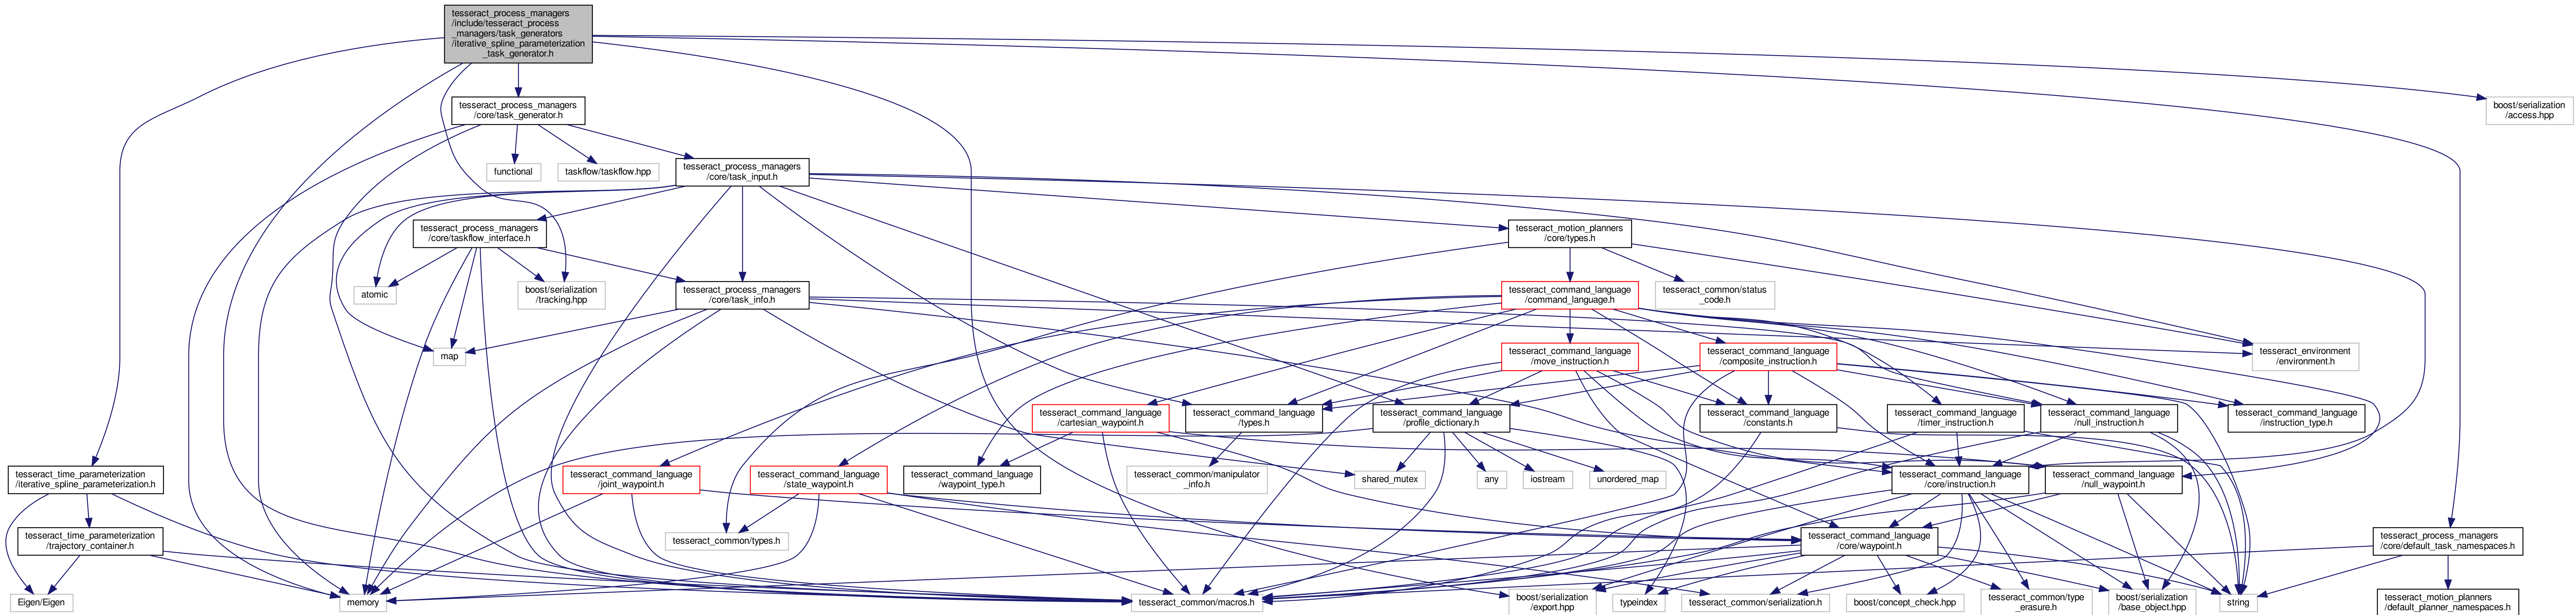 tesseract_process_managers
/include/tesseract_process
_managers/task_generators
/iterative_spline_parameterization
_task_generator.h
tesseract_process_managers
/core/task_generator.h
boost/serialization
/access.hpp
functional
taskflow/taskflow.hpp
tesseract_process_managers
/core/task_input.h
tesseract_process_managers
/core/taskflow_interface.h
tesseract_motion_planners
/core/types.h
atomic
boost/serialization
/tracking.hpp
tesseract_process_managers
/core/task_info.h
tesseract_command_language
/command_language.h
tesseract_common/status
_code.h
map
tesseract_command_language
/move_instruction.h
tesseract_command_language
/composite_instruction.h
tesseract_environment
/environment.h
tesseract_command_language
/cartesian_waypoint.h
tesseract_command_language
/types.h
tesseract_command_language
/profile_dictionary.h
tesseract_command_language
/constants.h
tesseract_command_language
/timer_instruction.h
tesseract_command_language
/null_instruction.h
tesseract_command_language
/instruction_type.h
tesseract_time_parameterization
/iterative_spline_parameterization.h
tesseract_command_language
/joint_waypoint.h
tesseract_command_language
/state_waypoint.h
tesseract_command_language
/waypoint_type.h
tesseract_common/manipulator
_info.h
shared_mutex
any
iostream
unordered_map
tesseract_command_language
/core/instruction.h
tesseract_command_language
/null_waypoint.h
tesseract_time_parameterization
/trajectory_container.h
tesseract_common/types.h
tesseract_command_language
/core/waypoint.h
tesseract_process_managers
/core/default_task_namespaces.h
Eigen/Eigen
memory
tesseract_common/macros.h
boost/serialization
/export.hpp
typeindex
tesseract_common/serialization.h
boost/concept_check.hpp
tesseract_common/type
_erasure.h
boost/serialization
/base_object.hpp
string
tesseract_motion_planners
/default_planner_namespaces.h